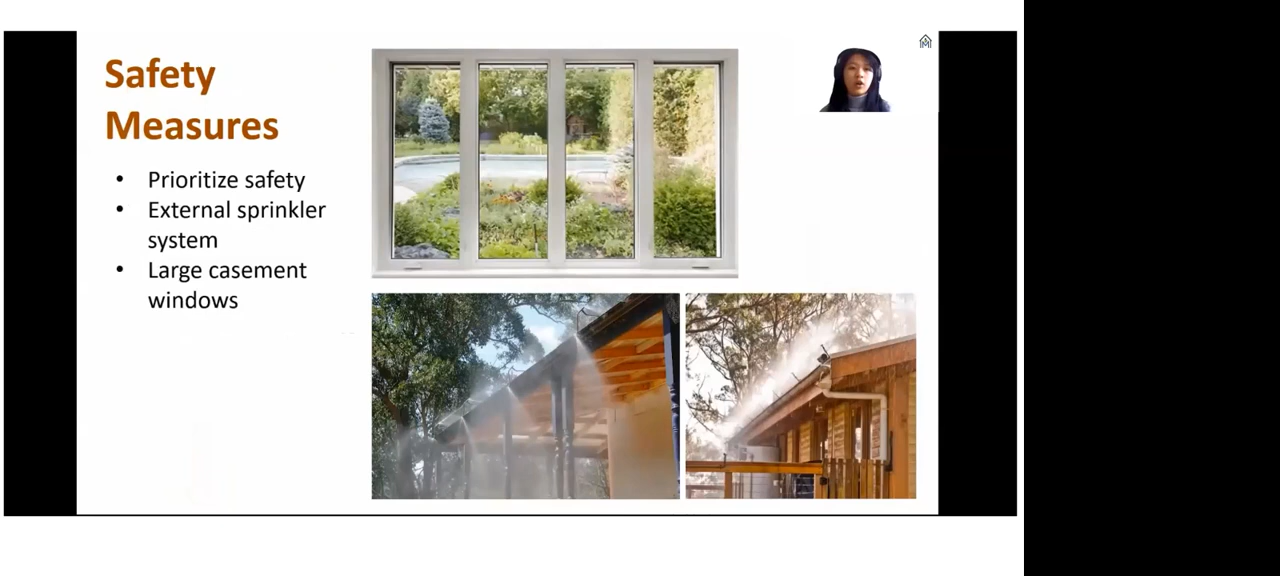 Safety
Measures
• Prioritize safety
• External sprinkler
system
• Large casement
windows